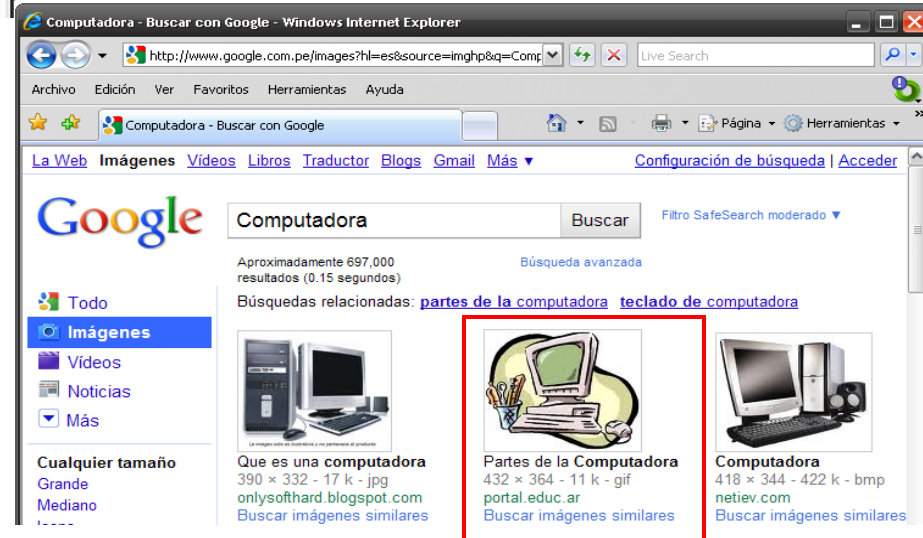 Computadora - Buscar con Google - Windows Internet Explorer
http://www.google.com.pe/images?hl=es&source=imghp&q=Comp
Live Search
Archivo Edición Ver Favoritos Herramientas Ayuda
Computadora - Buscar con Google
Página Herramientas
La Web Imágenes Vídeos Libros Traductor Blogs Gmail Más ▼ Configuración de búsqueda | Acceder
Google
Computadora Buscar Filtro SafeSearch moderado ▼
Aproximadamente 697,000
resultados (0.15 segundos)
Búsqueda avanzada
Búsquedas relacionadas: partes de la computadora teclado de computadora
Todo
Imágenes
Vídeos
Noticias
Más
Cualquier tamaño
Grande
Mediano
Que es una computadora
390 × 332 - 17 k - jpg
onlysofthard.blogspot.com
Buscar imágenes similares
Partes de la Computadora
432 × 364 - 11 k - gif
portal.educ.ar
Buscar imágenes similares
Computadora
418 × 344 - 422 k - bmp
netiev.com
Buscar imágenes similares